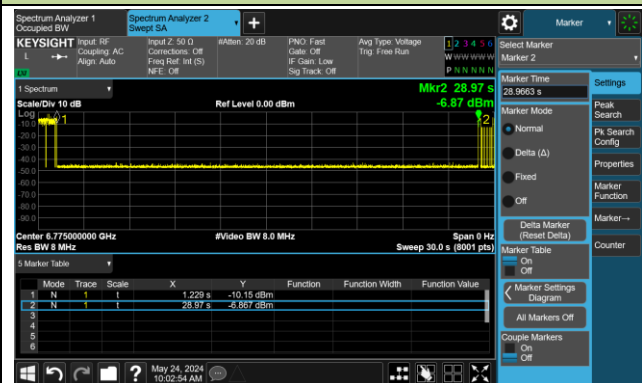 Spectrum Analyzer 1
Occupied BW
Spectrum Analyzer 2
Swept SA
Marker
KEYSIGHT
L
Input: RF
Coupling: AC
Align: Auto
Input Z: 50 Ω
Corrections: Off
Freq Ref: Int (S)
NFE: Off
#Atten: 20 dB
PNO: Fast
Gate: Off
IF Gain: Low
Sig Track: Off
Avg Type: Voltage
Trig: Free Run
1 2 3 4 5 6
W W W W W W
P N N N N N
Select Marker
Marker 2
1 Spectrum
Mkr2 28.97 s
Scale/Div 10 dB
Ref Level 0.00 dBm
-6.87 dBm
Log
-10.0
-20.0
-30.0
-40.0
-50.0
-60.0
-70.0
-80.0
-90.0
1
2
Center 6.775000000 GHz
#Video BW 8.0 MHz
Span 0 Hz
Res BW 8 MHz
Sweep 30.0 s (8001 pts)
5 Marker Table
Mode Trace Scale X Y Function Function Width Function Value
1 N 1 t 1.229 s -10.15 dBm
2 N 1 t 28.97 s -6.867 dBm
3
4
5
6
Marker Time
28.9663 s
Marker Mode
Normal
Delta (Δ)
Fixed
Off
Delta Marker
(Reset Delta)
Marker Table
On
Off
Marker Settings
Diagram
All Markers Off
Couple Markers
On
Off
Settings
Peak
Search
Pk Search
Config
Properties
Marker
Function
Marker→
Counter
May 24, 2024
10:02:54 AM